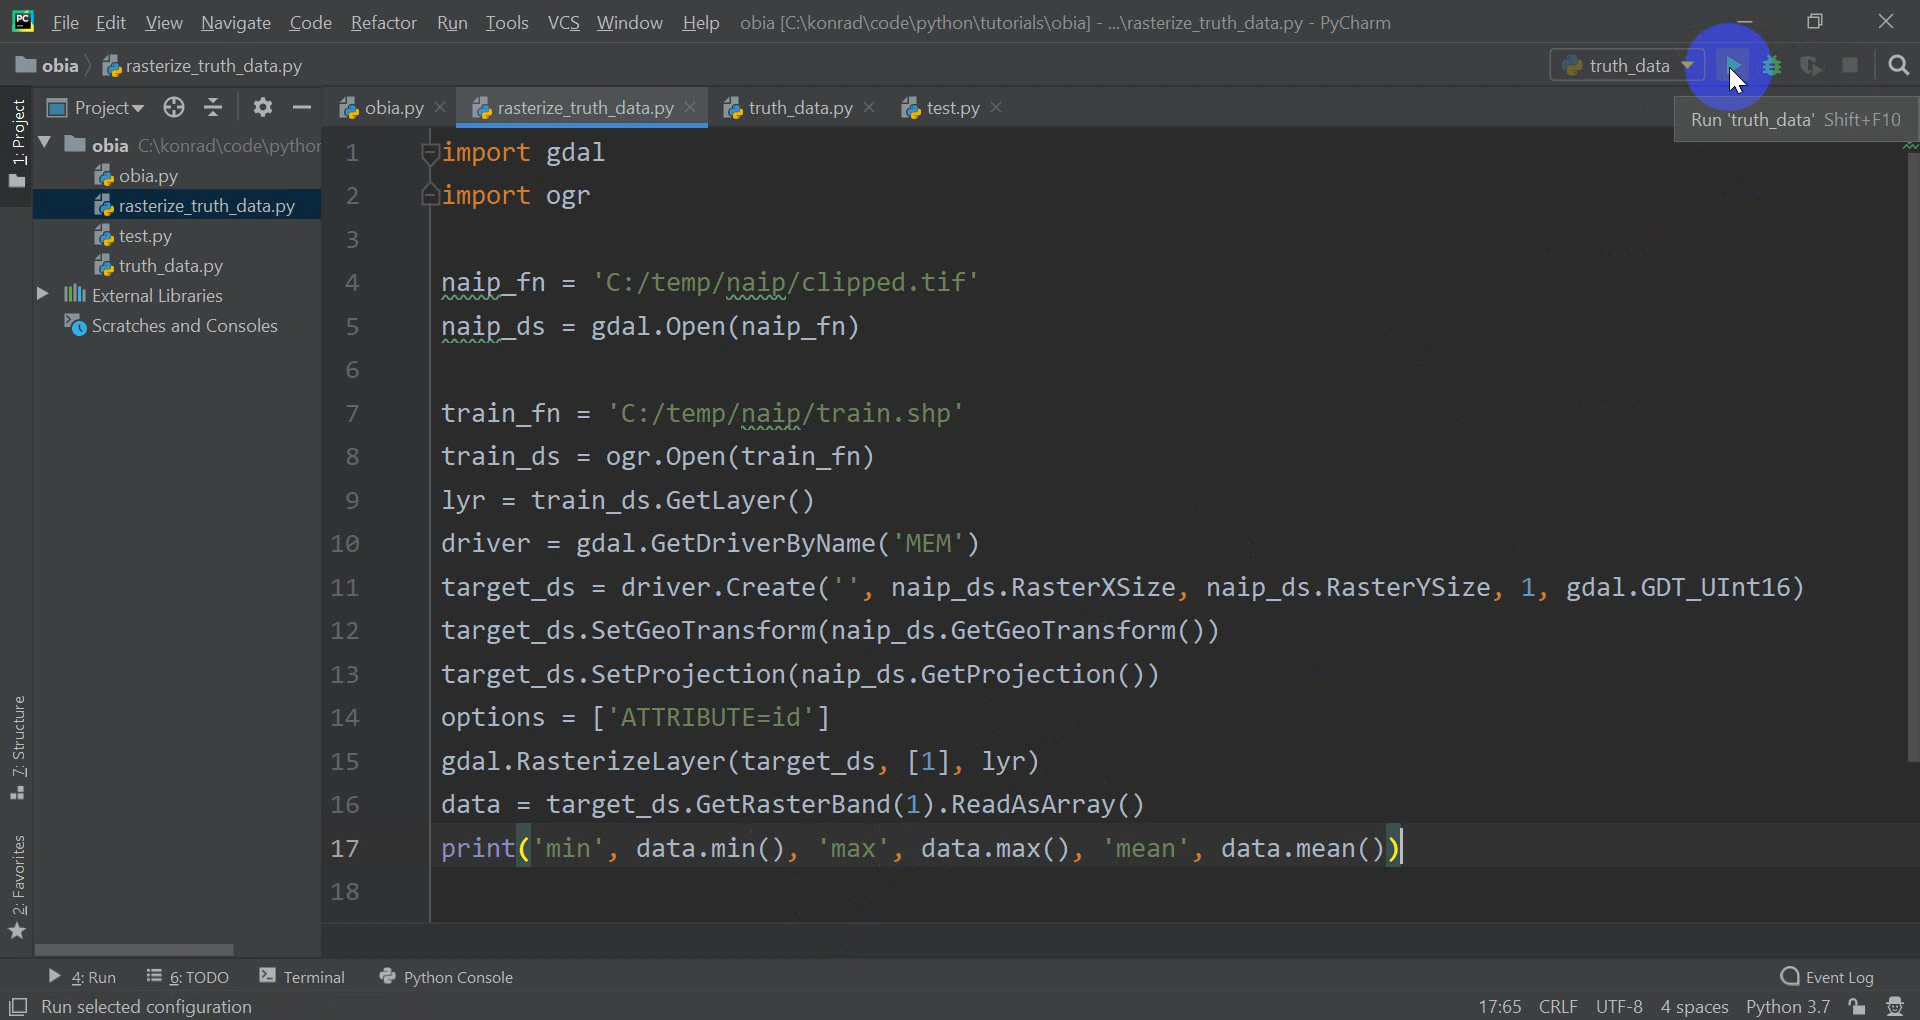 File Edit View Navigate Code Refactor Run Tools VCS Window Help obia [C:\konrad\code\python\tutorials\obia] - ...\rasterize_truth_data.py - PyCharm
obia rasterize_truth_data.py truth_data
Run 'truth_data' Shift+F10
1: Project
Project
obia.py rasterize_truth_data.py truth_data.py test.py
obia C:\konrad\code\pytho
obia.py
rasterize_truth_data.py
test.py
truth_data.py
External Libraries
Scratches and Consoles
7: Structure
2: Favorites
1 import gdal
2 import ogr
3
4 naip_fn = 'C:/temp/naip/clipped.tif'
5 naip_ds = gdal.Open(naip_fn)
6
7 train_fn = 'C:/temp/naip/train.shp'
8 train_ds = ogr.Open(train_fn)
9 lyr = train_ds.GetLayer()
10 driver = gdal.GetDriverByName('MEM')
11 target_ds = driver.Create('', naip_ds.RasterXSize, naip_ds.RasterYSize, 1, gdal.GDT_UInt16)
12 target_ds.SetGeoTransform(naip_ds.GetGeoTransform())
13 target_ds.SetProjection(naip_ds.GetProjection())
14 options = ['ATTRIBUTE=id']
15 gdal.RasterizeLayer(target_ds, [1], lyr)
16 data = target_ds.GetRasterBand(1).ReadAsArray()
17 print('min', data.min(), 'max', data.max(), 'mean', data.mean())
18
4: Run 6: TODO Terminal Python Console Event Log
Run selected configuration 17:65 CRLF UTF-8 4 spaces Python 3.7